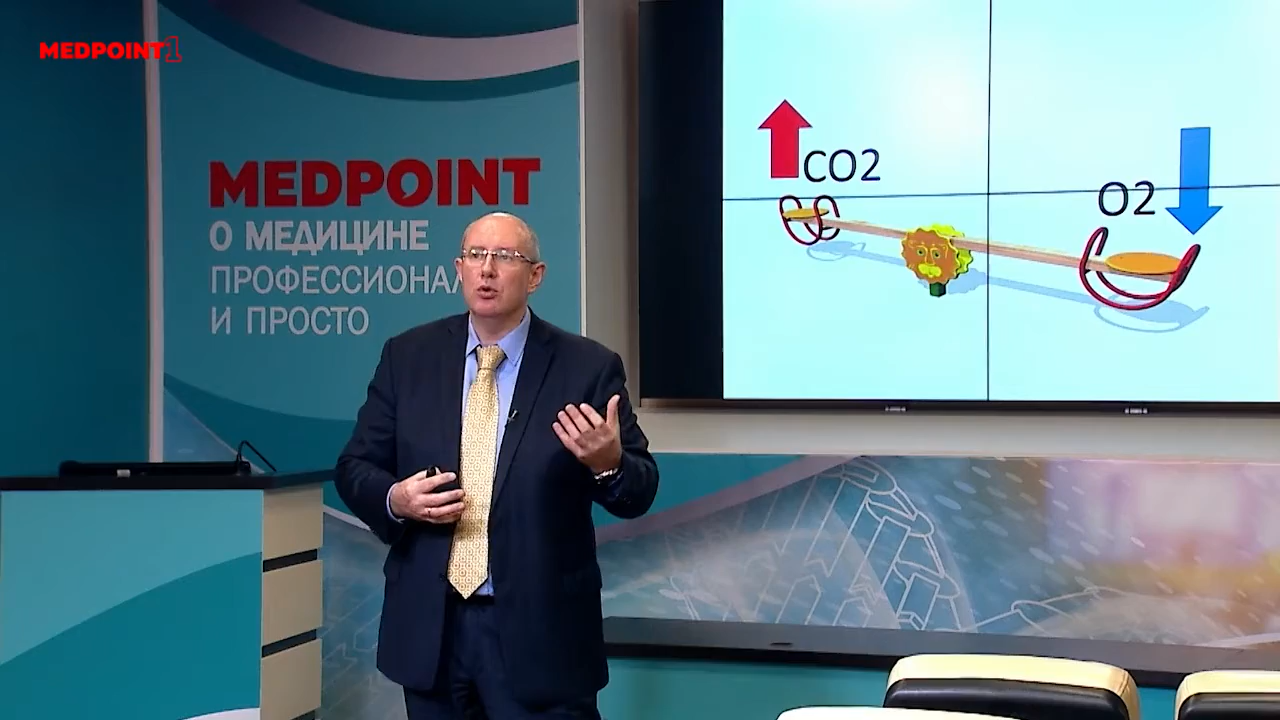 MEDPOINT1
MEDPOINT
О МЕДИЦИНЕ
ПРОФЕССИОНАЛ
И ПРОСТО
CO2
O2